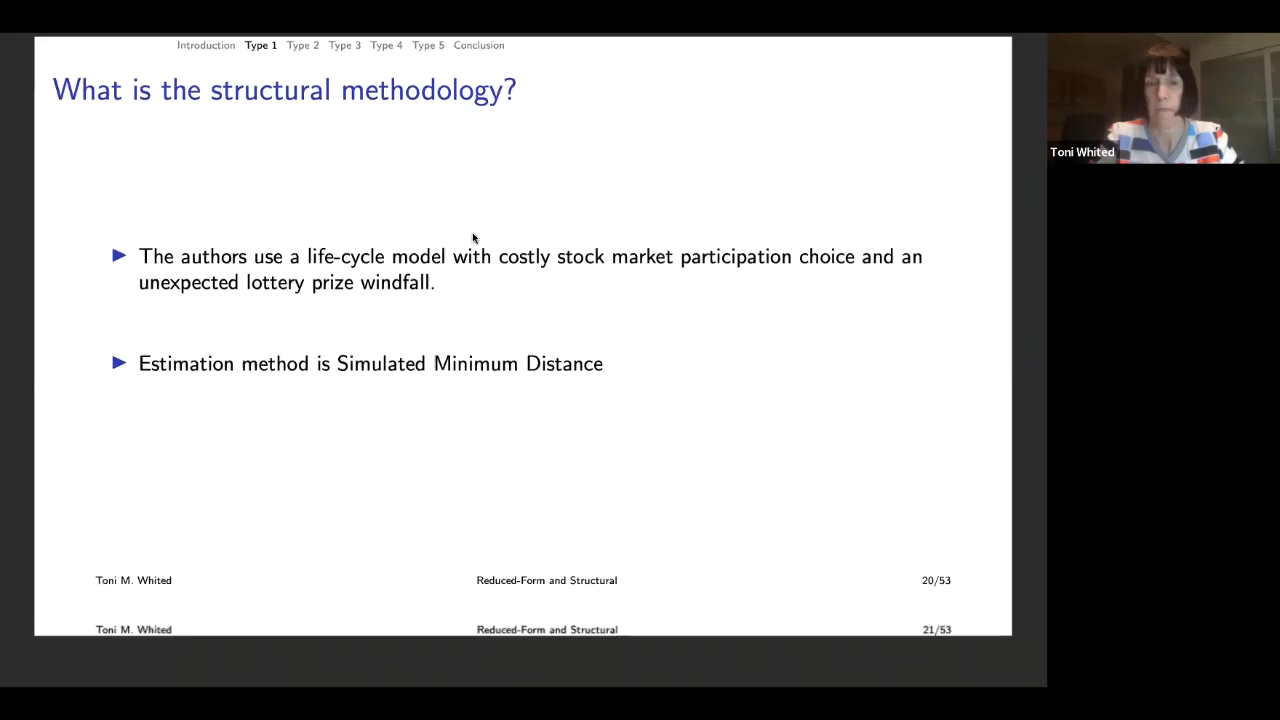 Introduction Type 1 Type 2 Type 3 Type 4 Type 5 Conclusion
What is the structural methodology?
The authors use a life-cycle model with costly stock market participation choice and an
unexpected lottery prize windfall.
Estimation method is Simulated Minimum Distance
Toni M. Whited Reduced-Form and Structural 20/53
Toni M. Whited Reduced-Form and Structural 21/53
Toni Whited